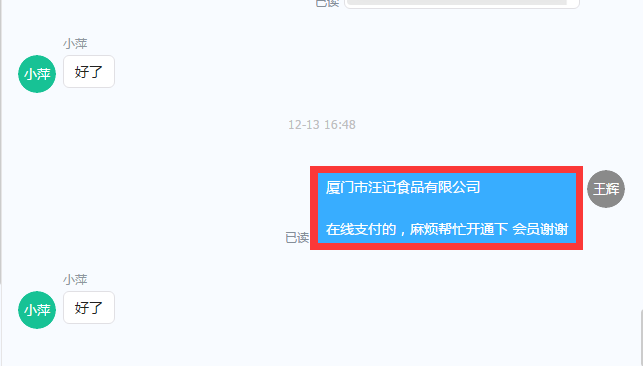 已读
小萍
小萍
好了
12-13 16:48
王辉
厦门市汪记食品有限公司
在线支付的，麻烦帮忙开通下 会员谢谢
已读
小萍
小萍
好了